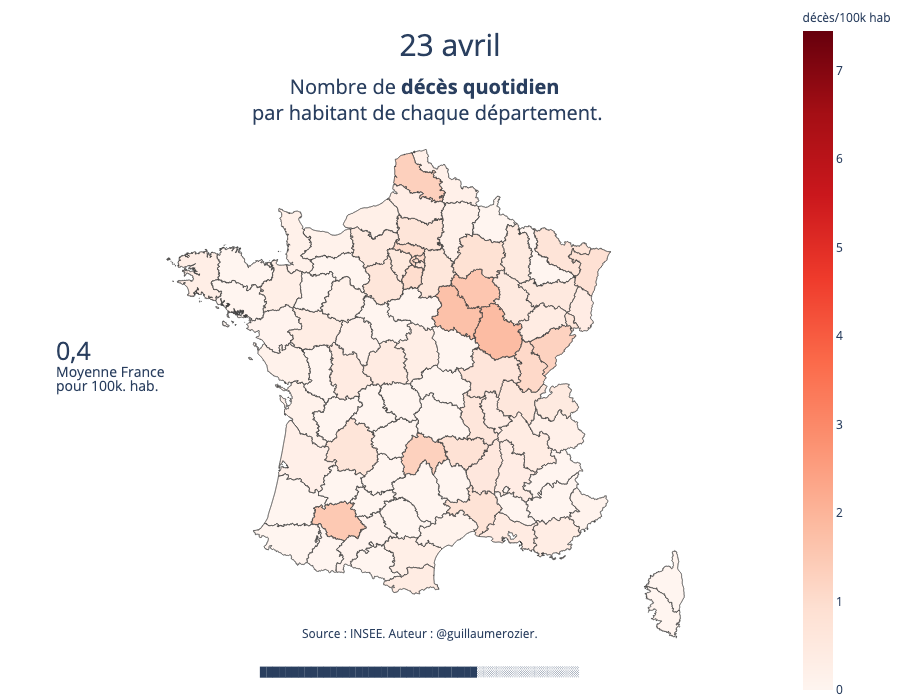 décès/100k hab
23 avril
Nombre de décès quotidien
par habitant de chaque département.
7
6
5
4
3
2
1
0
0,4
Moyenne France
pour 100k. hab.
Source : INSEE. Auteur : @guillaumerozier.